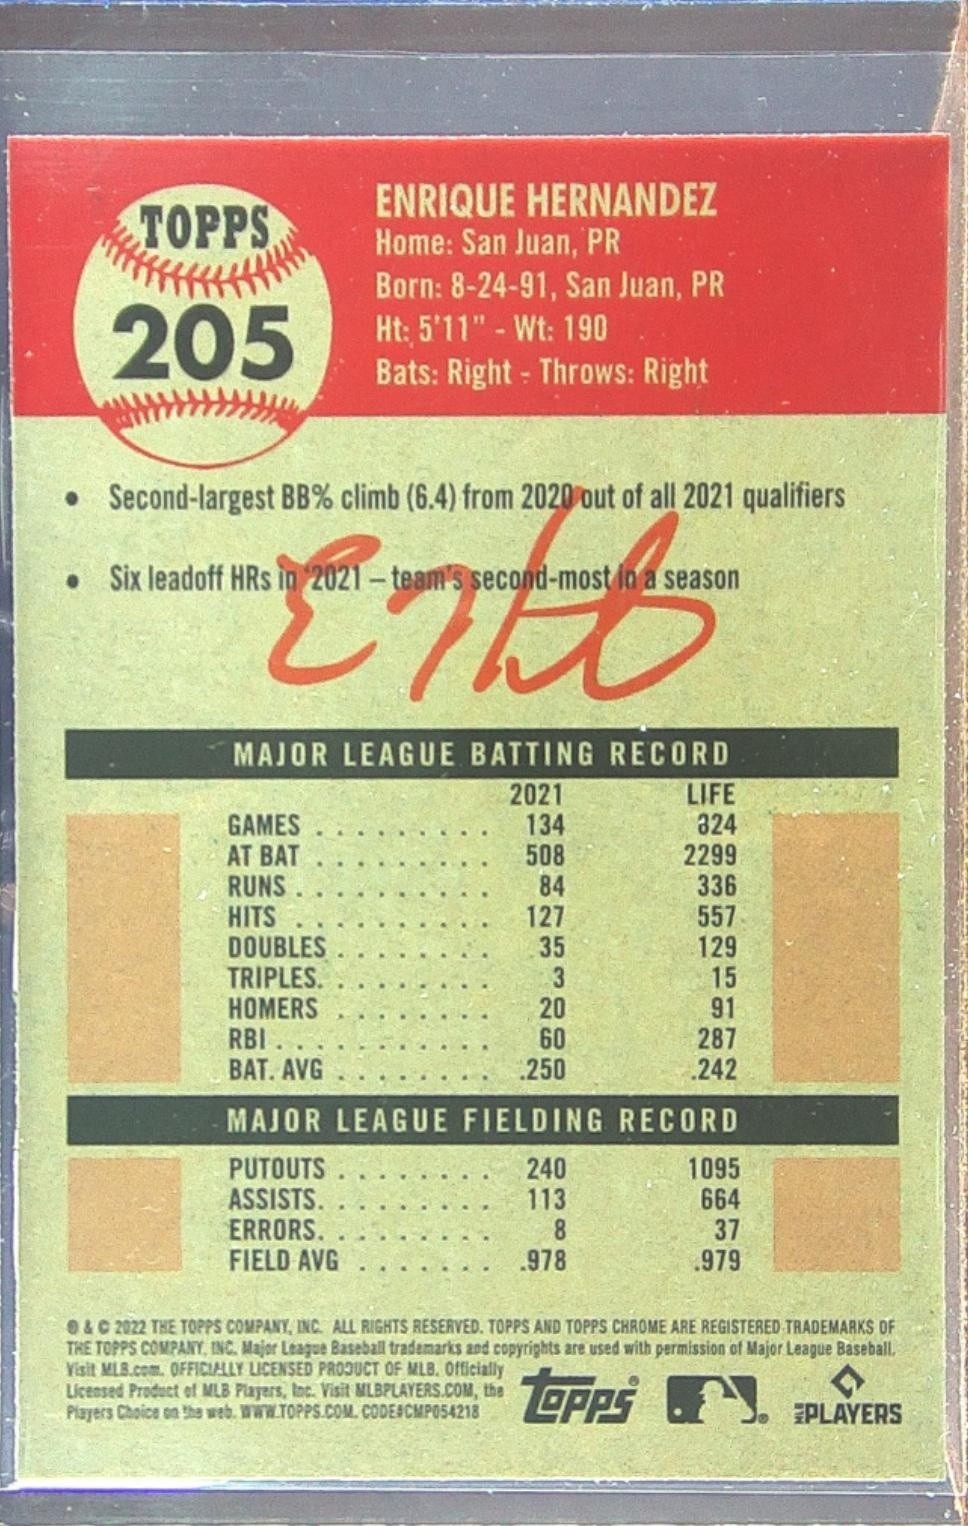 TOPPS
205
ENRIQUE HERNANDEZ
Home: San Juan, PR
Born: 8-24-91, San Juan, PR
Ht: 5'11" - Wt: 190
Bats: Right - Throws: Right
• Second-largest BB% climb (6.4) from 2020 out of all 2021 qualifiers
• Six leadoff HRs in '2021 – team's second-most in a season
MAJOR LEAGUE BATTING RECORD
2021 LIFE
GAMES . . . . . . . . . 134 824
AT BAT . . . . . . . . . 508 2299
RUNS . . . . . . . . . . 84 336
HITS . . . . . . . . . . 127 557
DOUBLES . . . . . . . . 35 129
TRIPLES. . . . . . . . . 3 15
HOMERS . . . . . . . . 20 91
RBI . . . . . . . . . . . 60 287
BAT. AVG . . . . . . . . .250 .242
MAJOR LEAGUE FIELDING RECORD
PUTOUTS . . . . . . . . 240 1095
ASSISTS. . . . . . . . . 113 664
ERRORS. . . . . . . . . 8 37
FIELD AVG . . . . . . . .978 .979
® & © 2022 THE TOPPS COMPANY, INC. ALL RIGHTS RESERVED. TOPPS AND TOPPS CHROME ARE REGISTERED TRADEMARKS OF
THE TOPPS COMPANY, INC. Major League Baseball trademarks and copyrights are used with permission of Major League Baseball.
Visit MLB.com. OFFICIALLY LICENSED PRODUCT OF MLB. Officially
Licensed Product of MLB Players, Inc. Visit MLBPLAYERS.COM, the
Players Choice on the web. WWW.TOPPS.COM. CODE#CMP054218
Topps®
®
MLB PLAYERS